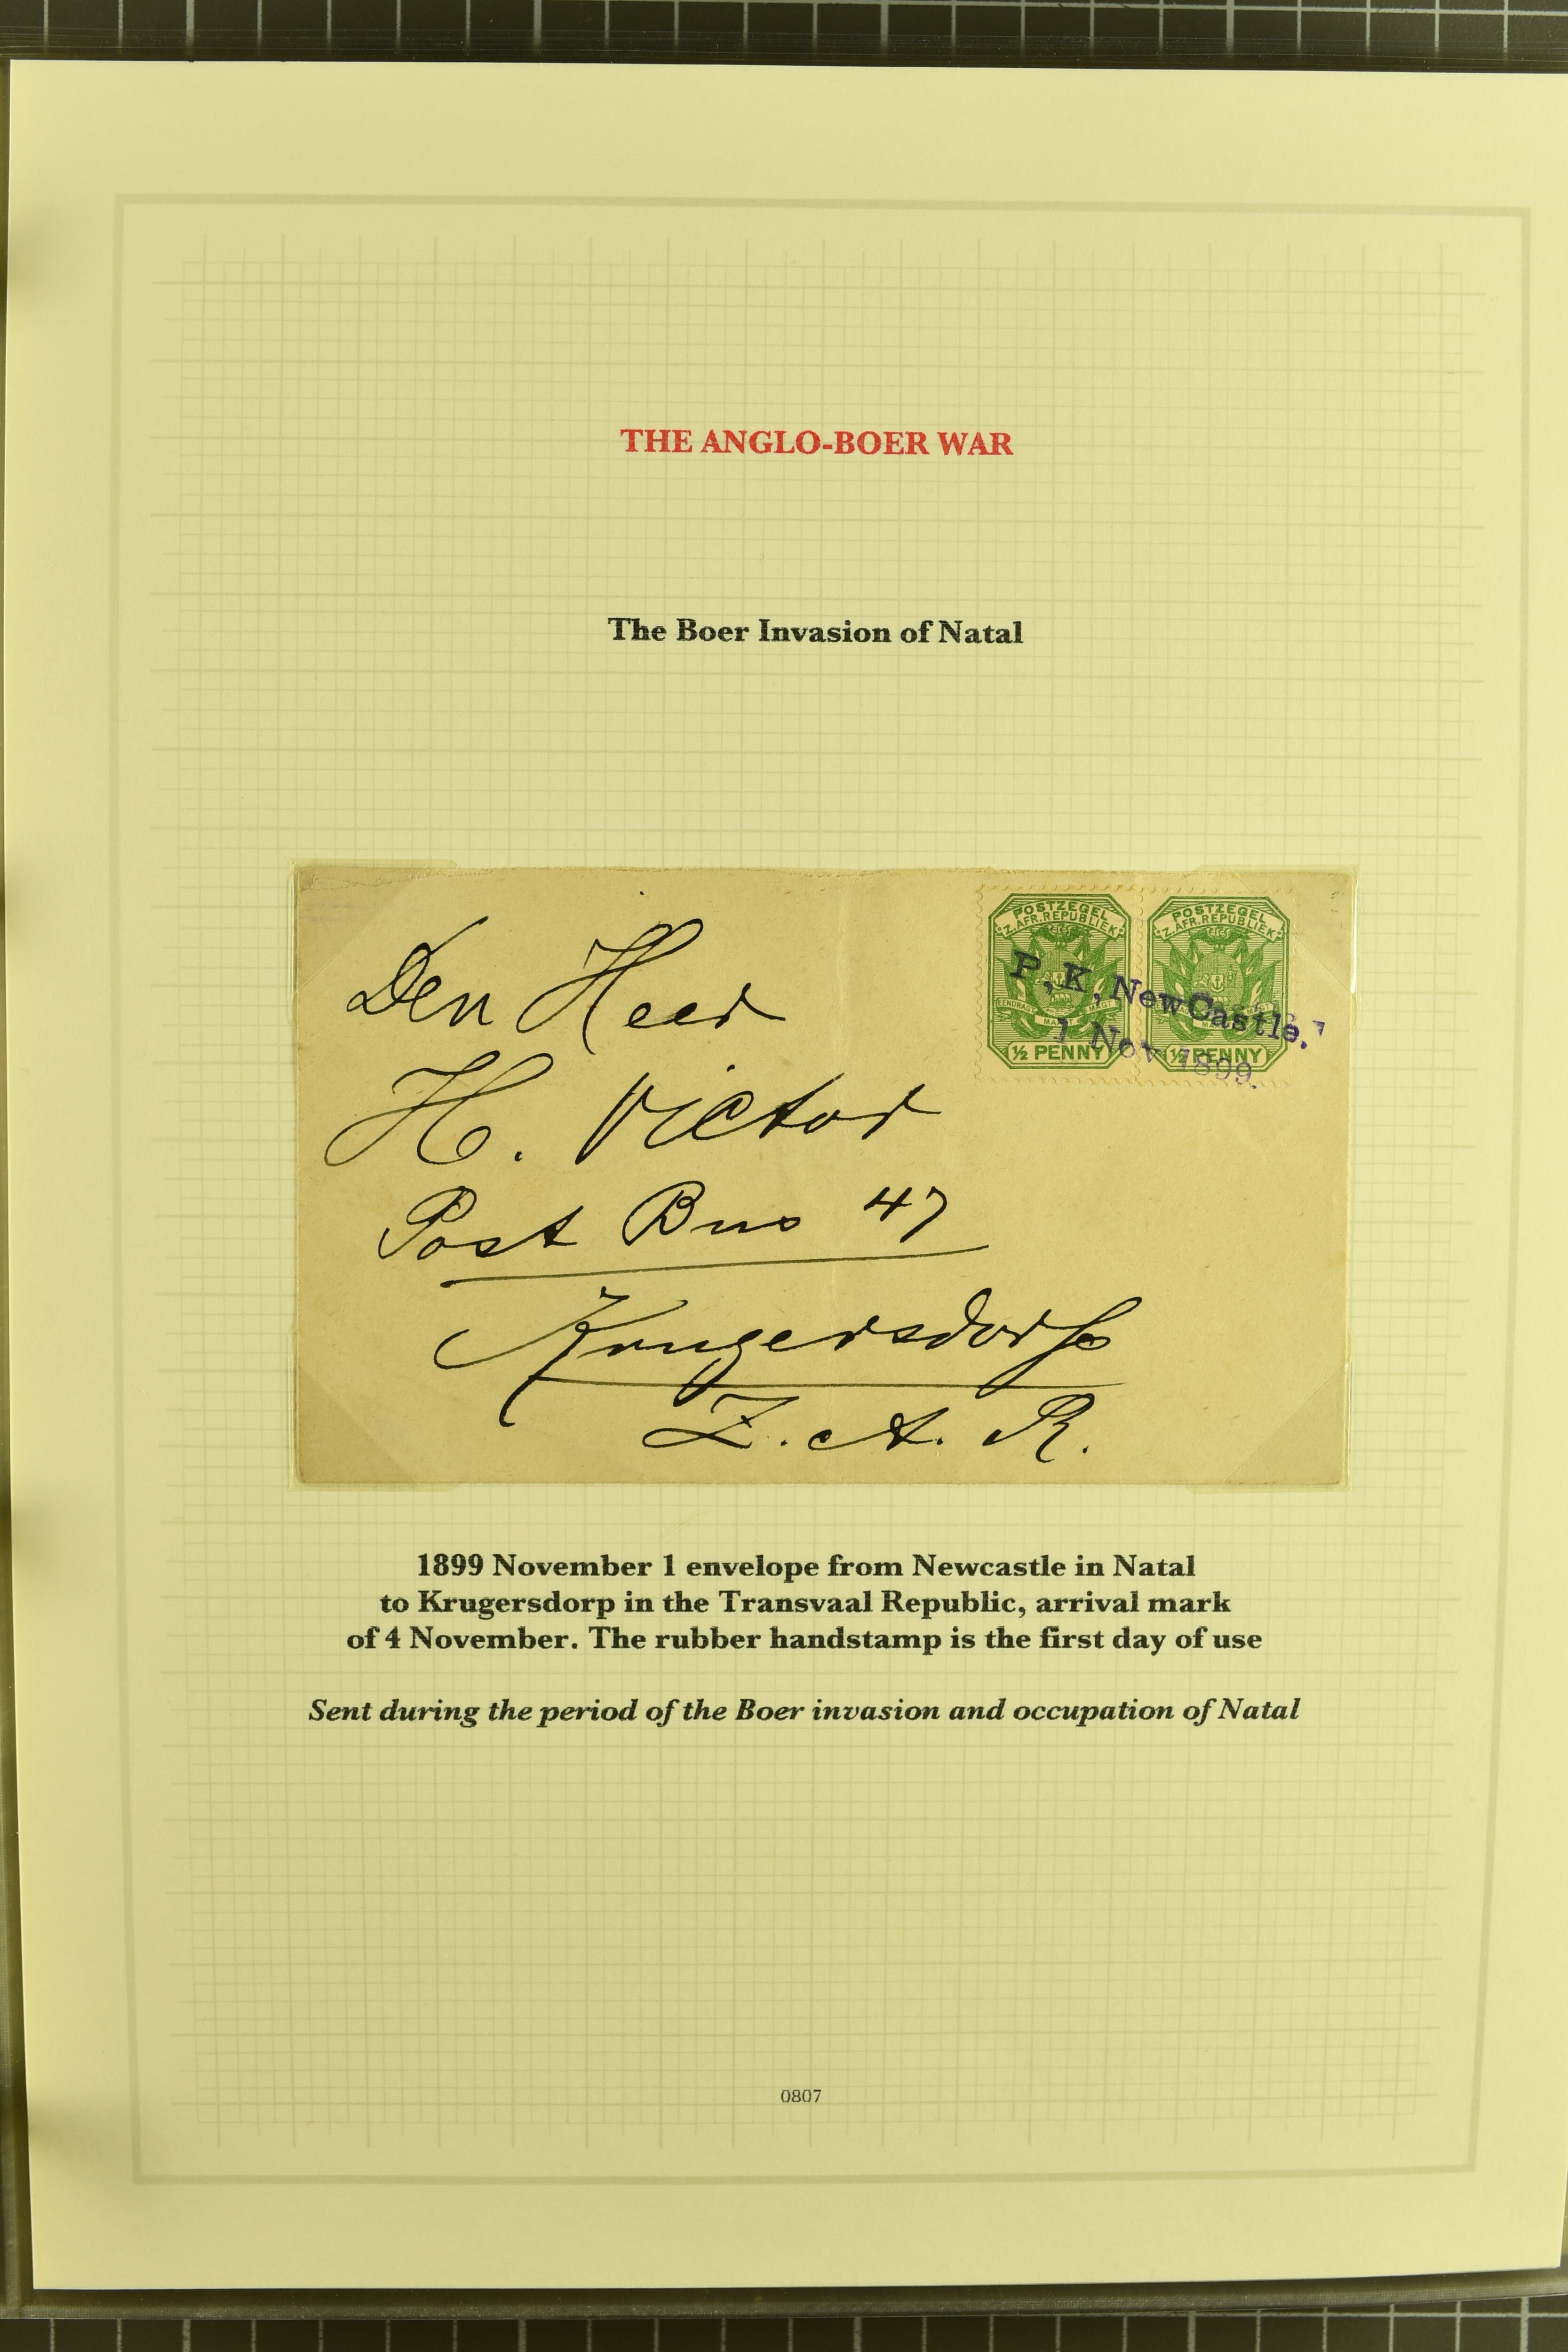 THE ANGLO-BOER WAR
The Boer Invasion of Natal
POSTZEGEL
Z.AFR.REPUBLIEK
EENDRAGT MAAKT MAGT
½ PENNY
POSTZEGEL
Z.AFR.REPUBLIEK
½ PENNY
P,K,NewCastle.
1 Nov 1899.
Den Heer
H. Victor
Post Bus 47
Krugersdorp
Z. A. R.
1899 November 1 envelope from Newcastle in Natal
to Krugersdorp in the Transvaal Republic, arrival mark
of 4 November. The rubber handstamp is the first day of use
Sent during the period of the Boer invasion and occupation of Natal
0807